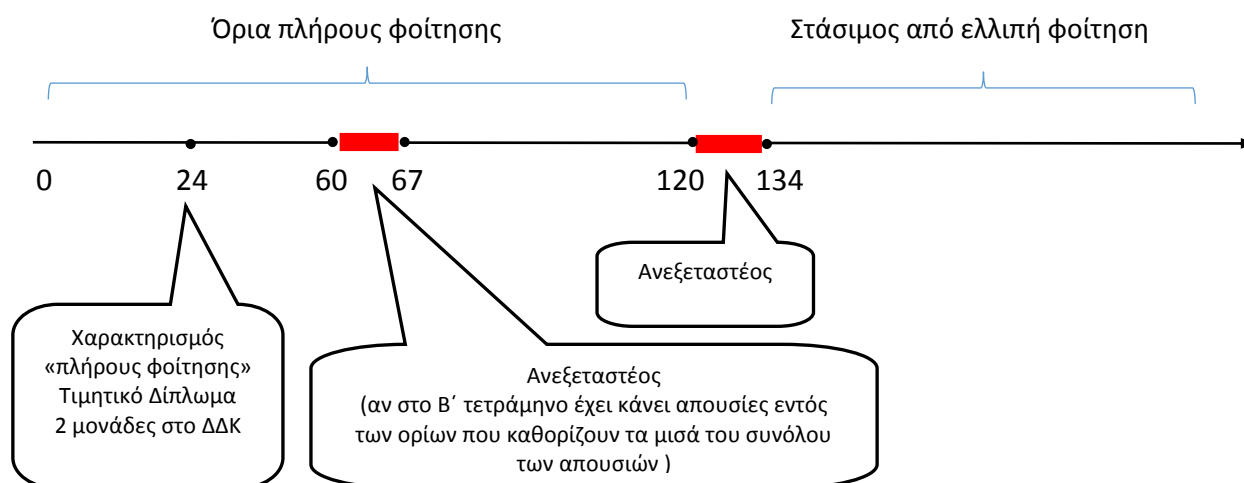 Όρια πλήρους φοίτησης
Στάσιμος από ελλιπή φοίτηση
0
24
60
67
120
134
Ανεξεταστέος
Χαρακτηρισμός
«πλήρους φοίτησης»
Τιμητικό Δίπλωμα
2 μονάδες στο ΔΔΚ
Ανεξεταστέος
(αν στο Β΄ τετράμηνο έχει κάνει απουσίες εντός
των ορίων που καθορίζουν τα μισά του συνόλου
των απουσιών )